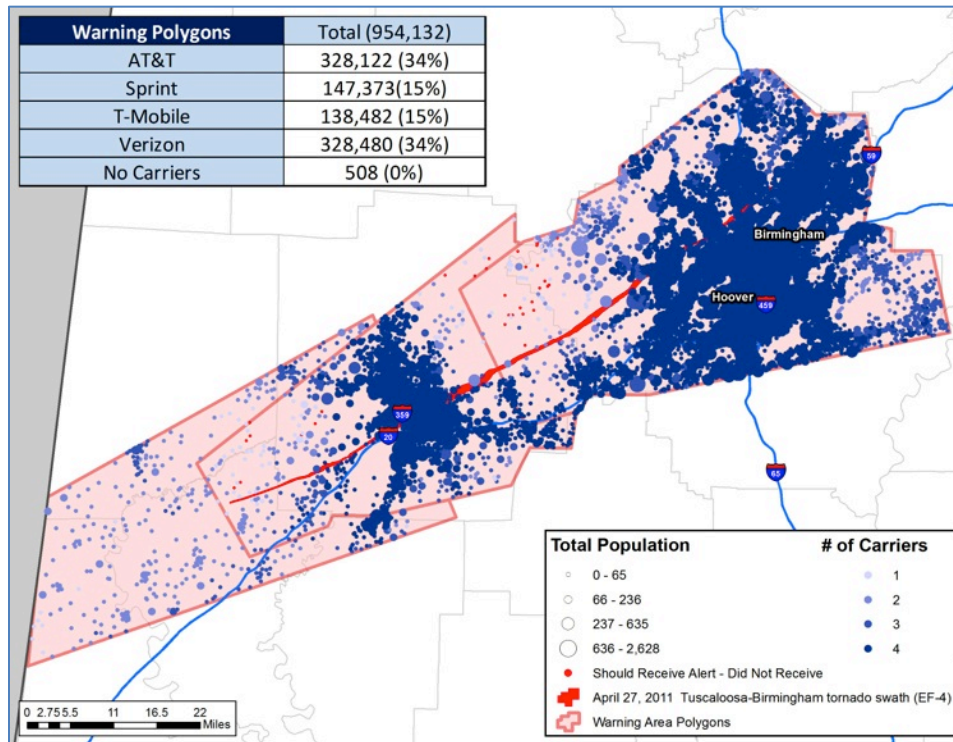 Warning Polygons Total (954,132)
AT&T 328,122 (34%)
Sprint 147,373(15%)
T-Mobile 138,482 (15%)
Verizon 328,480 (34%)
No Carriers 508 (0%)
59
Birmingham
Hoover
459
359
20
65
Total Population # of Carriers
0 - 65 1
66 - 236 2
237 - 635 3
636 - 2,628 4
Should Receive Alert - Did Not Receive
April 27, 2011 Tuscaloosa-Birmingham tornado swath (EF-4)
Warning Area Polygons
0 2.75 5.5 11 16.5 22
Miles